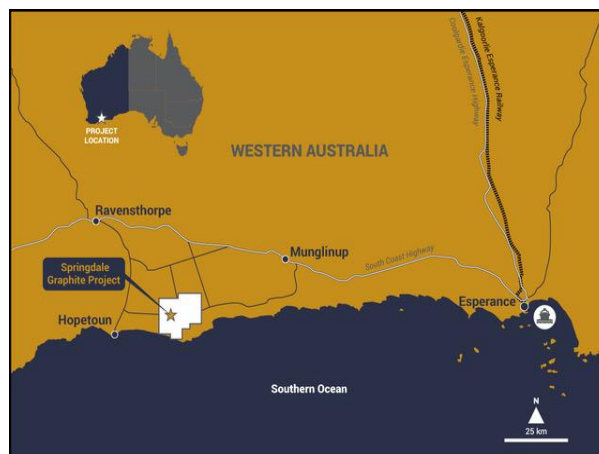 PROJECT
LOCATION
WESTERN AUSTRALIA
Coolgardie Esperance Highway
Kalgoorlie Esperance Railway
Ravensthorpe
Munglinup
South Coast Highway
Springdale
Graphite Project
Esperance
Hopetoun
Southern Ocean
N
25 km